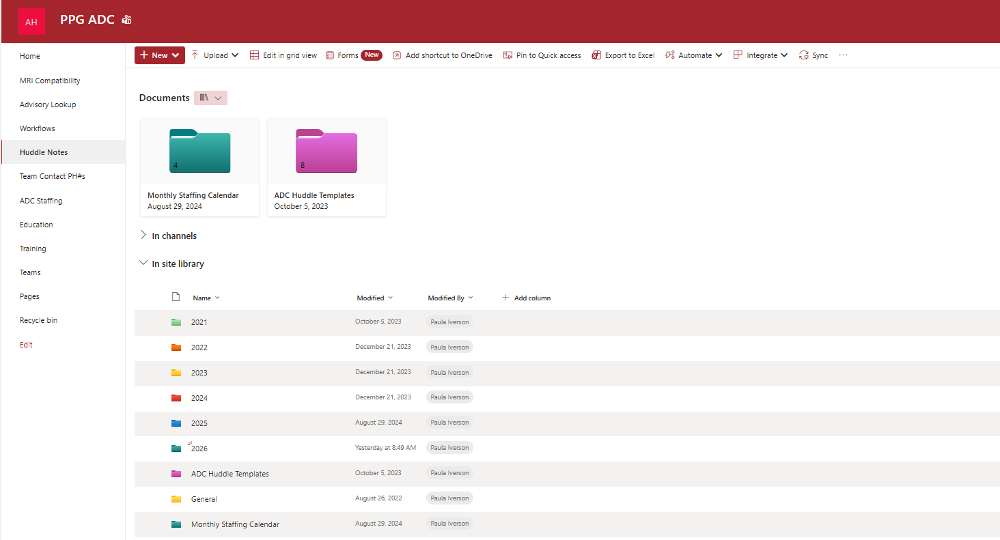 AH
PPG ADC
Home
MRI Compatibility
Advisory Lookup
Workflows
Huddle Notes
Team Contact PH#s
ADC Staffing
Education
Training
Teams
Pages
Recycle bin
Edit
+ New Upload Edit in grid view Forms New Add shortcut to OneDrive Pin to Quick access Export to Excel Automate Integrate Sync ...
Documents
4
Monthly Staffing Calendar
August 29, 2024
8
ADC Huddle Templates
October 5, 2023
In channels
In site library
Name Modified Modified By + Add column
2021 October 5, 2023 Paula Iverson
2022 December 21, 2023 Paula Iverson
2023 December 21, 2023 Paula Iverson
2024 December 21, 2023 Paula Iverson
2025 August 29, 2024 Paula Iverson
2026 Yesterday at 8:49 AM Paula Iverson
ADC Huddle Templates October 5, 2023 Paula Iverson
General August 26, 2022 Paula Iverson
Monthly Staffing Calendar August 29, 2024 Paula Iverson